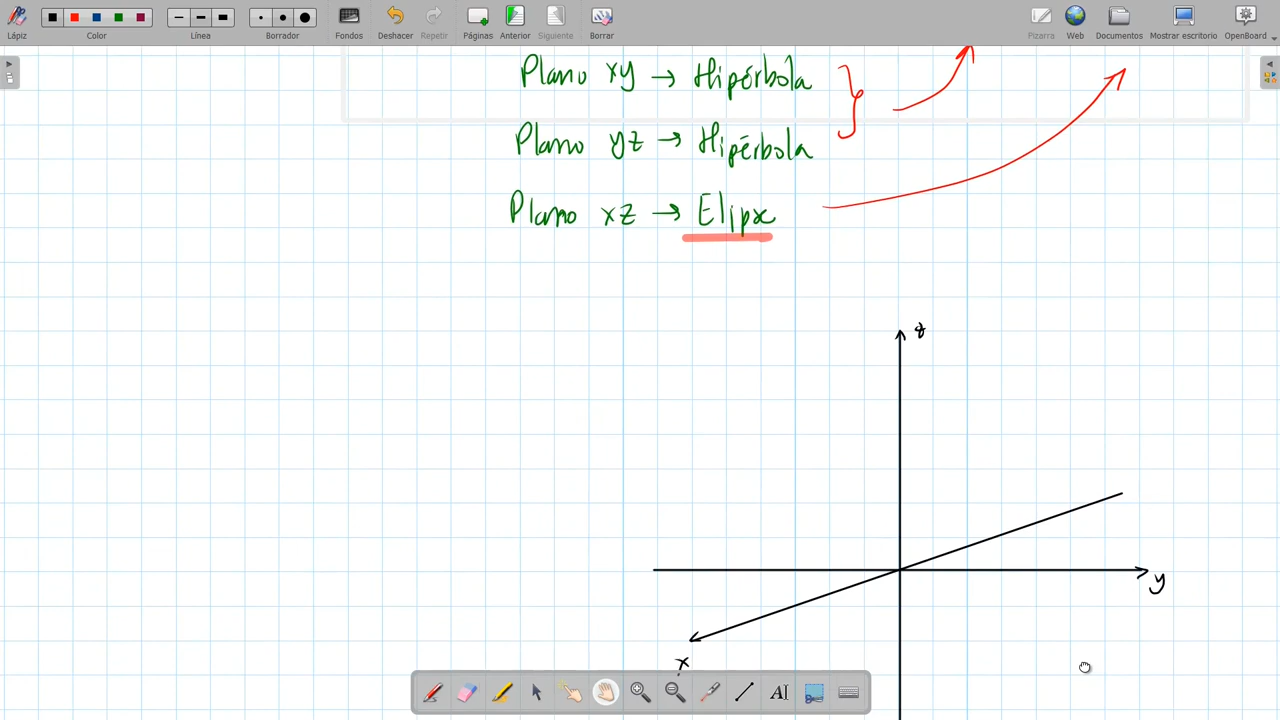 Lápiz
Color
Línea
Borrador
Fondos
Deshacer
Repetir
Páginas
Anterior
Siguiente
Borrar
Pizarra
Web
Documentos
Mostrar escritorio
OpenBoard
Plano xy → Hipérbola
Plano yz → Hipérbola
Plano xz → Elipse
z
y
x
AI